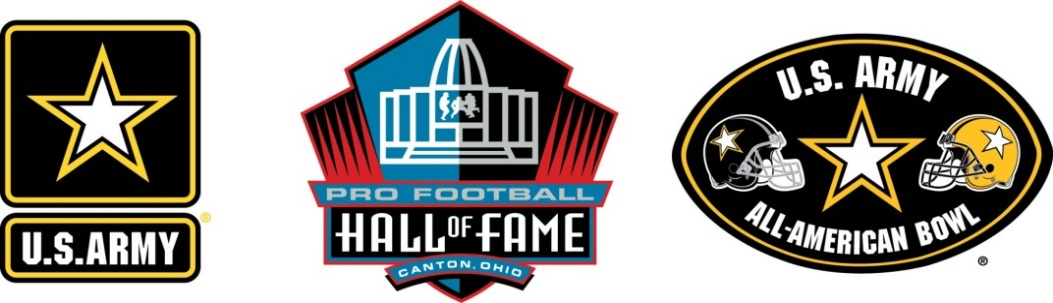 U.S.ARMY
®
PRO FOOTBALL
HALL OF FAME
CANTON, OHIO
U.S. ARMY
ALL-AMERICAN BOWL
®